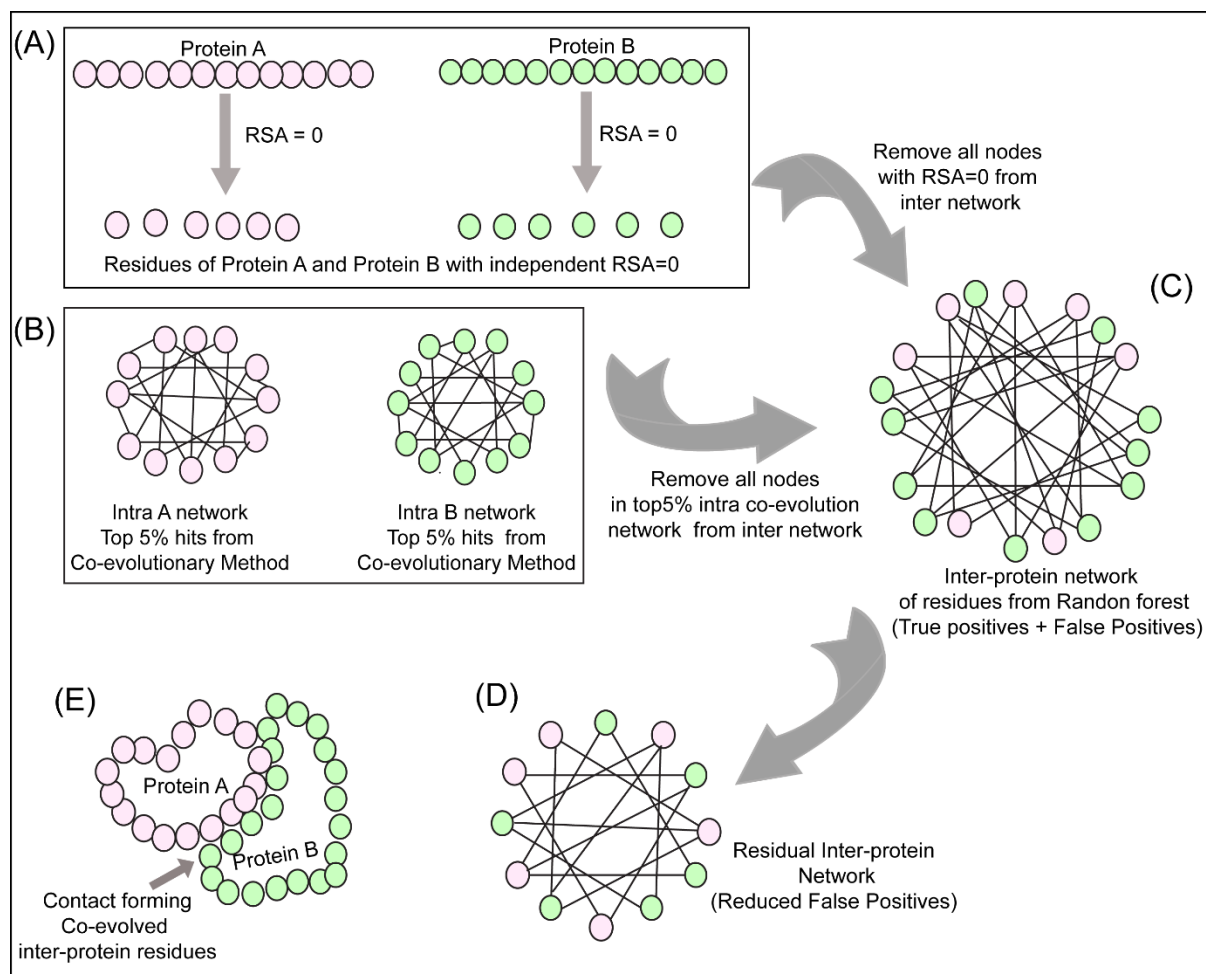 (A)
Protein A
Protein B
RSA = 0
RSA = 0
Residues of Protein A and Protein B with independent RSA=0
Remove all nodes
with RSA=0 from
inter network
(B)
Intra A network
Top 5% hits from
Co-evolutionary Method
Intra B network
Top 5% hits from
Co-evolutionary Method
Remove all nodes
in top5% intra co-evolution
network from inter network
(C)
Inter-protein network
of residues from Randon forest
(True positives + False Positives)
(D)
Residual Inter-protein
Network
(Reduced False Positives)
(E)
Protein A
Protein B
Contact forming
Co-evolved
inter-protein residues